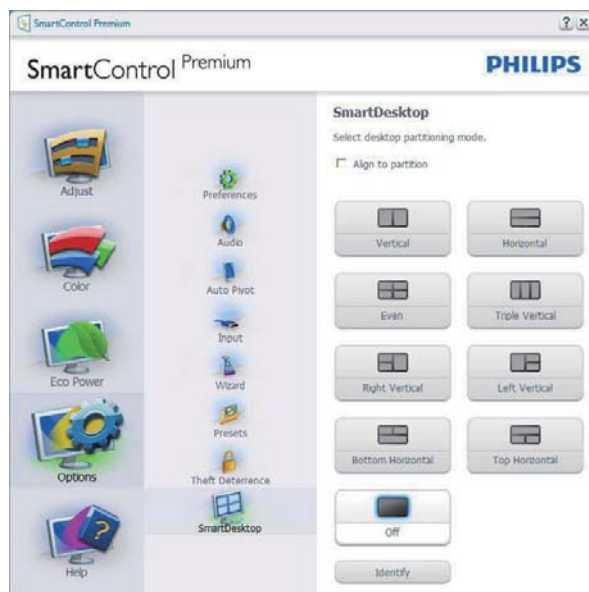 SmartControl Premium
SmartControl Premium
PHILIPS
Adjust
Color
Eco Power
Options
Help
Preferences
Audio
Auto Pivot
Input
Wizard
Presets
Theft Deterrence
SmartDesktop
SmartDesktop
Select desktop partitioning mode.
Align to partition
Vertical
Horizontal
Even
Triple Vertical
Right Vertical
Left Vertical
Bottom Horizontal
Top Horizontal
Off
Identify